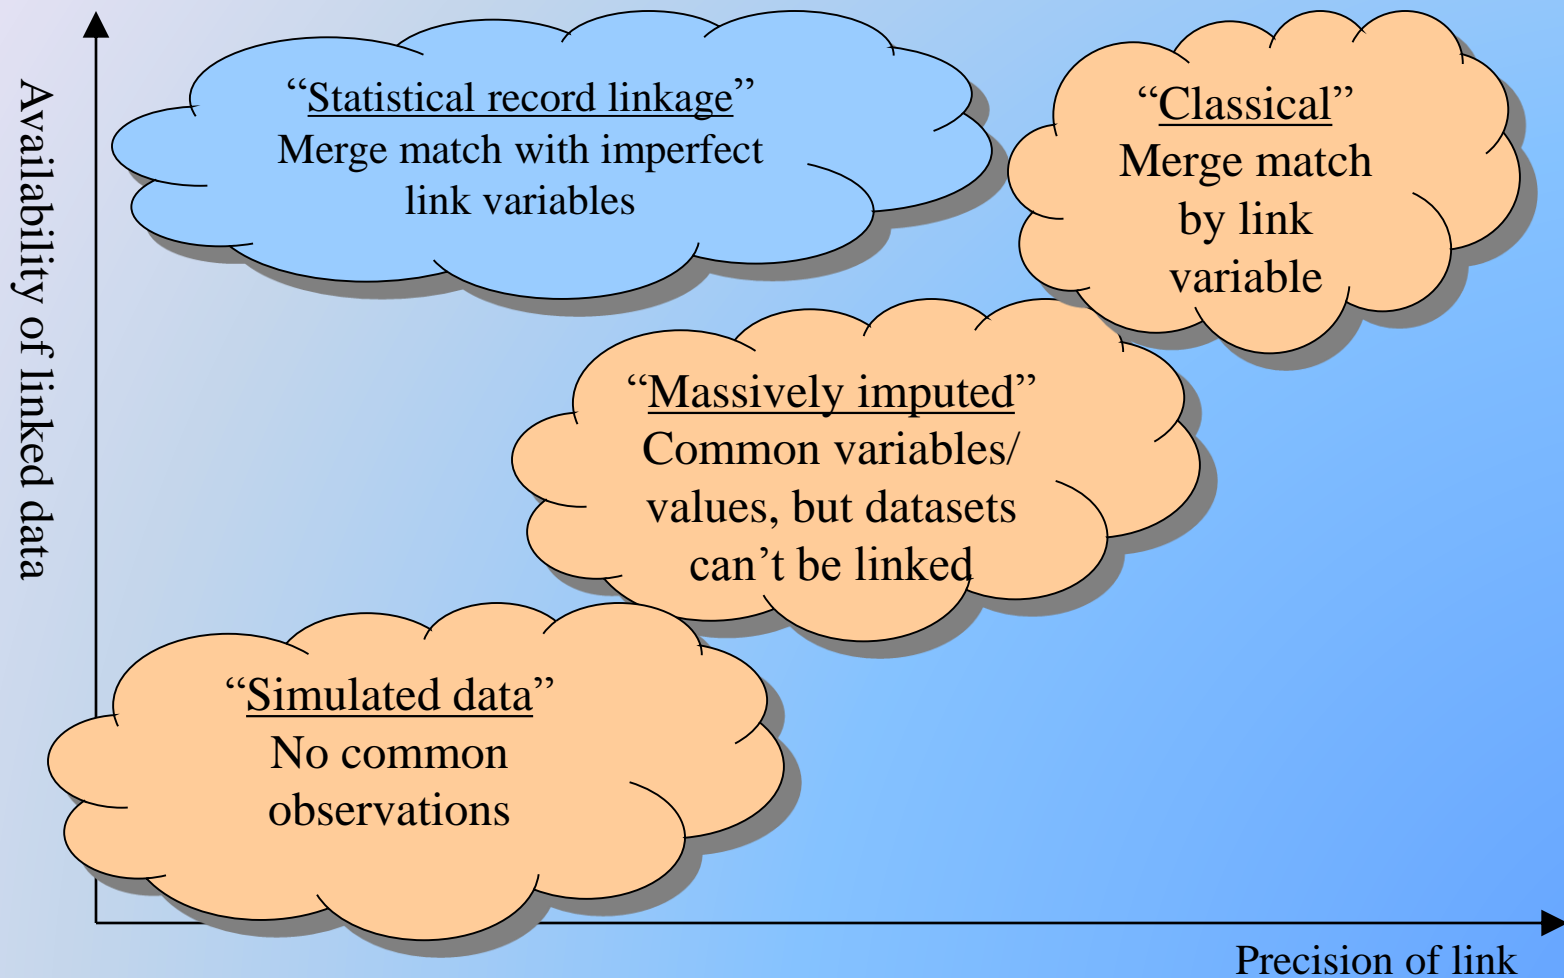 Availability of linked data
“Statistical record linkage”
Merge match with imperfect
link variables
“Classical”
Merge match
by link
variable
“Massively imputed”
Common variables/
values, but datasets
can’t be linked
“Simulated data”
No common
observations
Precision of link